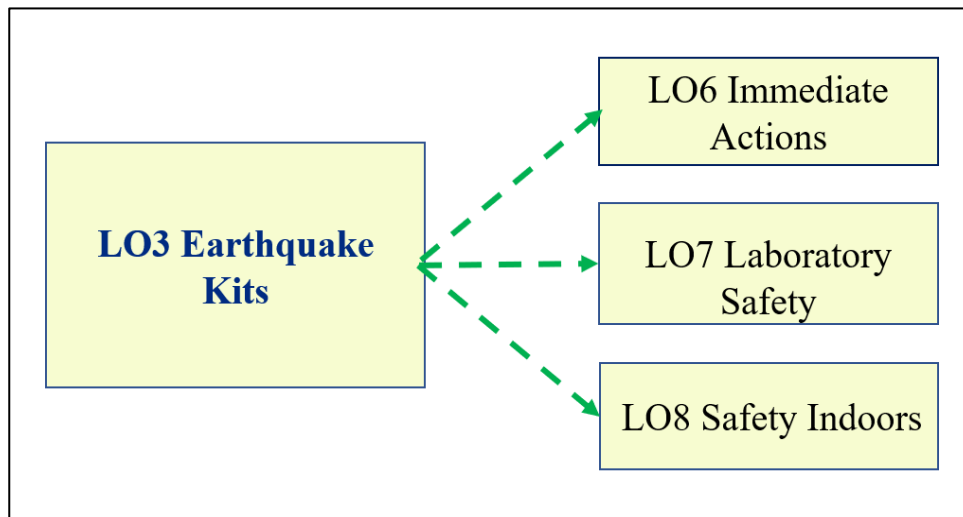 LO3 Earthquake
Kits
LO6 Immediate
Actions
LO7 Laboratory
Safety
LO8 Safety Indoors